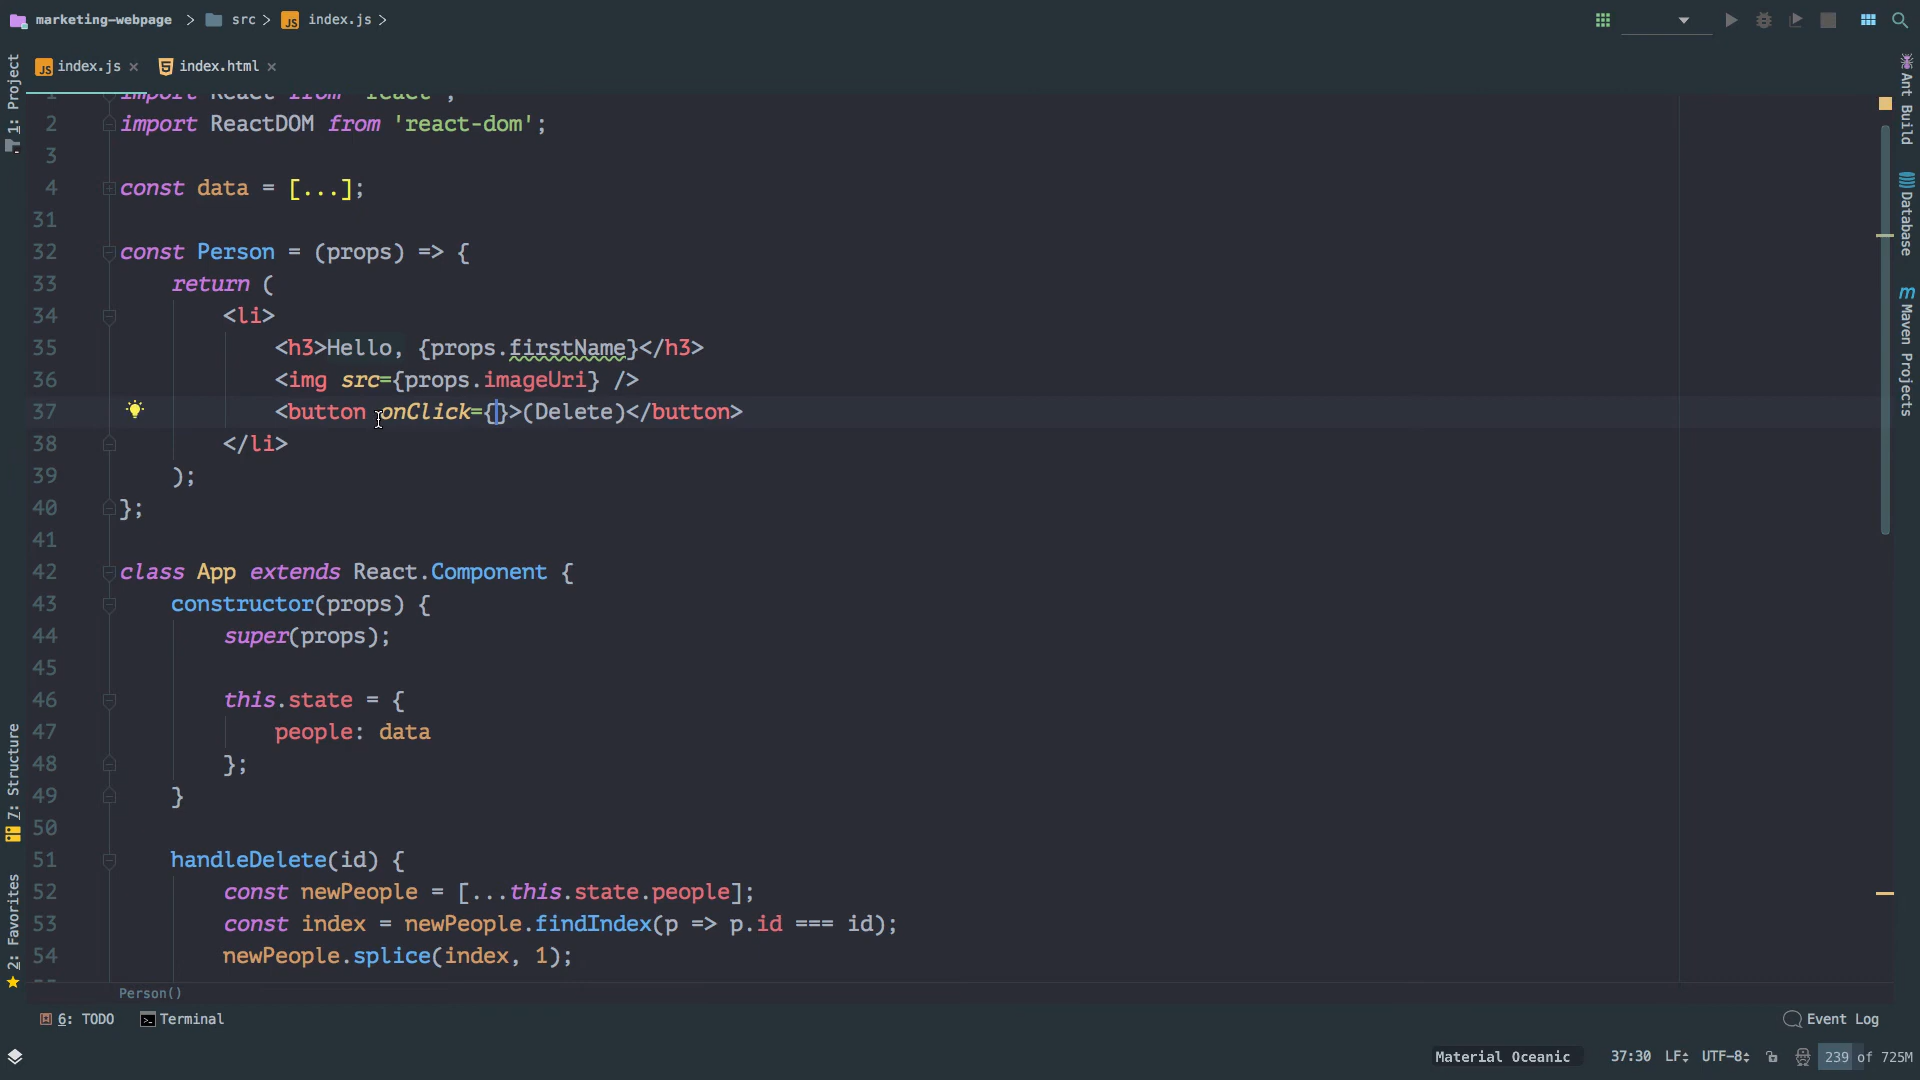 marketing-webpage > src > index.js >
index.js × index.html ×
1 import React from 'react';
2 import ReactDOM from 'react-dom';
3
4 const data = [...];
31
32 const Person = (props) => {
33 return (
34 <li>
35 <h3>Hello, {props.firstName}</h3>
36 <img src={props.imageUri} />
37 <button onClick={}>(Delete)</button>
38 </li>
39 );
40 };
41
42 class App extends React.Component {
43 constructor(props) {
44 super(props);
45
46 this.state = {
47 people: data
48 };
49 }
50
51 handleDelete(id) {
52 const newPeople = [...this.state.people];
53 const index = newPeople.findIndex(p => p.id === id);
54 newPeople.splice(index, 1);
Person()
1: Project
7: Structure
2: Favorites
Ant Build
Database
m Maven Projects
6: TODO Terminal
Event Log
Material Oceanic 37:30 LF UTF-8 239 of 725M